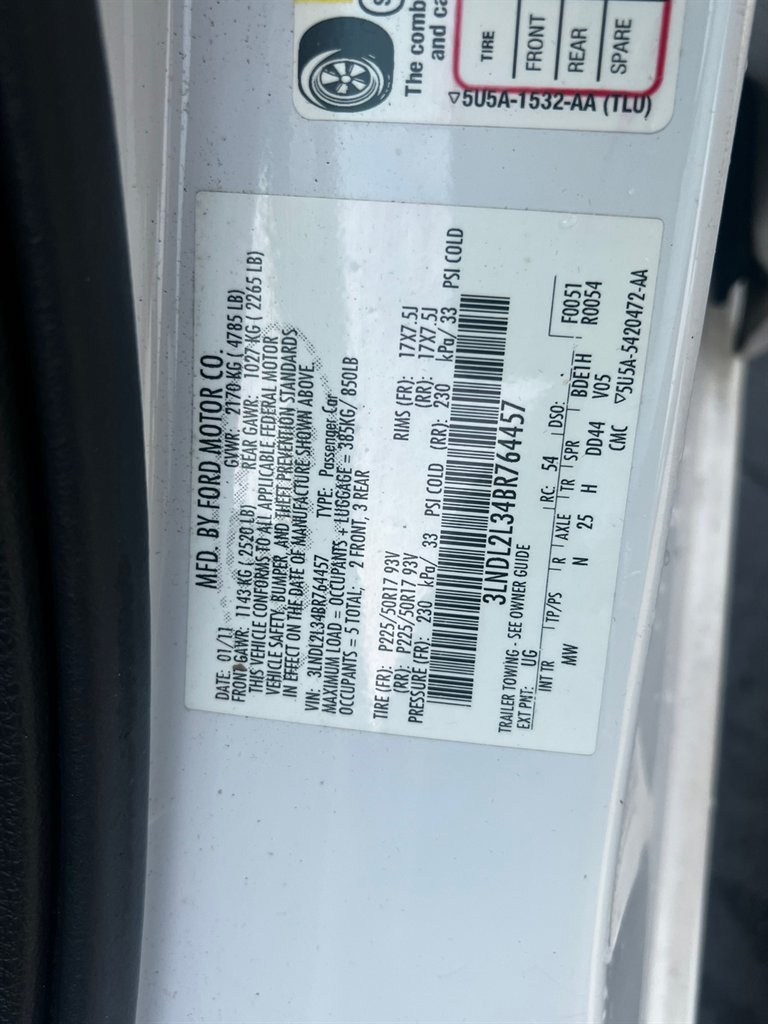 The comb
and ca
TIRE
FRONT
REAR
SPARE
▽5U5A-1532-AA (TLU)
MFD. BY FORD MOTOR CO.
DATE: 01/11 GVWR: 2170 KG ( 4785 LB)
FRONT GAWR: 1143 KG ( 2520 LB) REAR GAWR: 1027 KG ( 2265 LB)
THIS VEHICLE CONFORMS TO ALL APPLICABLE FEDERAL MOTOR
VEHICLE SAFETY, BUMPER, AND THEFT PREVENTION STANDARDS
IN EFFECT ON THE DATE OF MANUFACTURE SHOWN ABOVE.
VIN: 3LNDL2L34BR764457 TYPE: Passenger Car
MAXIMUM LOAD = OCCUPANTS + LUGGAGE = 385KG/ 850LB
OCCUPANTS = 5 TOTAL; 2 FRONT, 3 REAR
TIRE (FR): P225/50R17 93V RIMS (FR): 17X7.5J
(RR): P225/50R17 93V (RR): 17X7.5J
PRESSURE (FR): 230 kPa/ 33 PSI COLD (RR): 230 kPa/ 33 PSI COLD
3LNDL2L34BR764457
TRAILER TOWING - SEE OWNER GUIDE
EXT PNT: UG RC: 54 DSO: F0051
R0054
INT TR TP/PS R AXLE TR SPR BDE1H
MW N 25 H DD44 V05
CMC ▽5U5A-5420472-AA